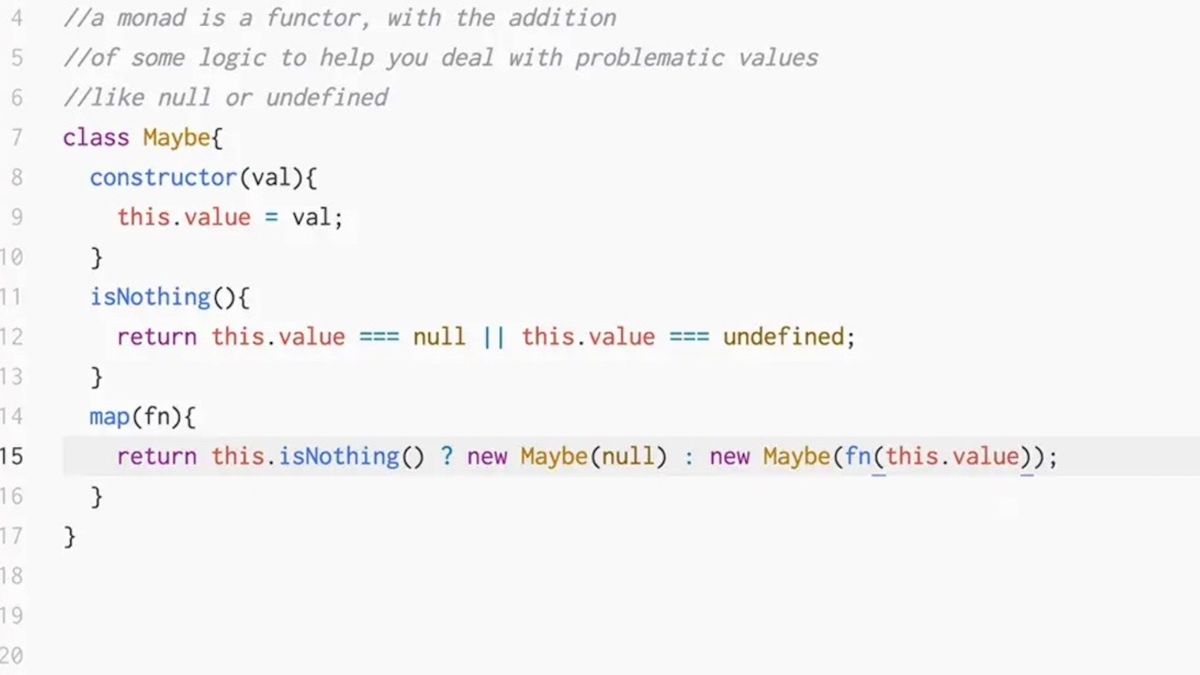 4 //a monad is a functor, with the addition
5 //of some logic to help you deal with problematic values
6 //like null or undefined
7 class Maybe{
8 constructor(val){
9 this.value = val;
10 }
11 isNothing(){
12 return this.value === null || this.value === undefined;
13 }
14 map(fn){
15 return this.isNothing() ? new Maybe(null) : new Maybe(fn(this.value));
16 }
17 }
18
19
20